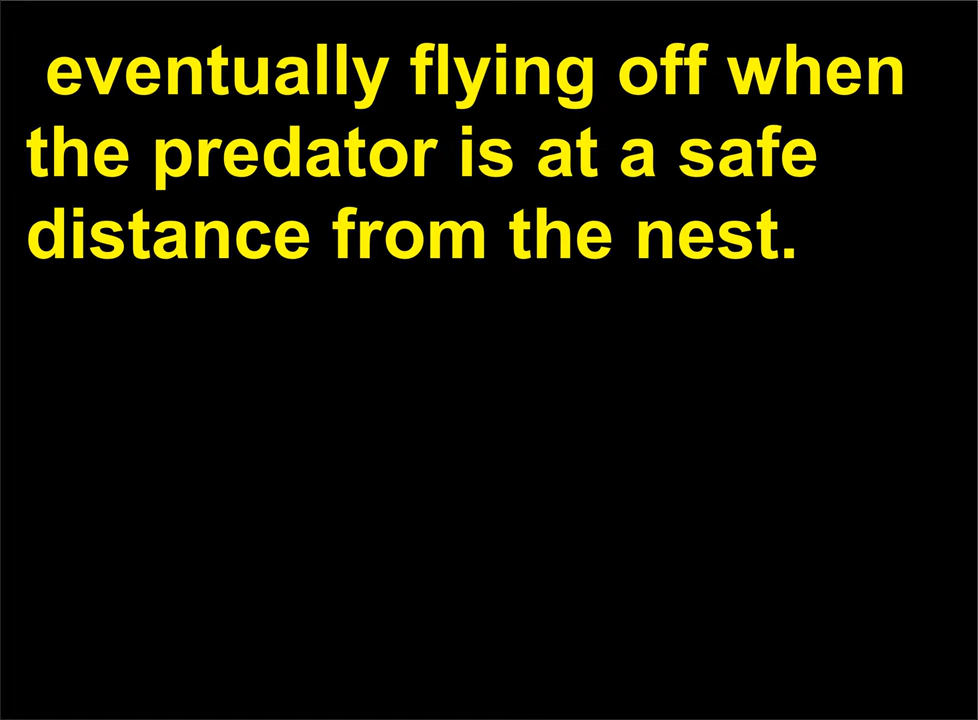 eventually flying off when
the predator is at a safe
distance from the nest.